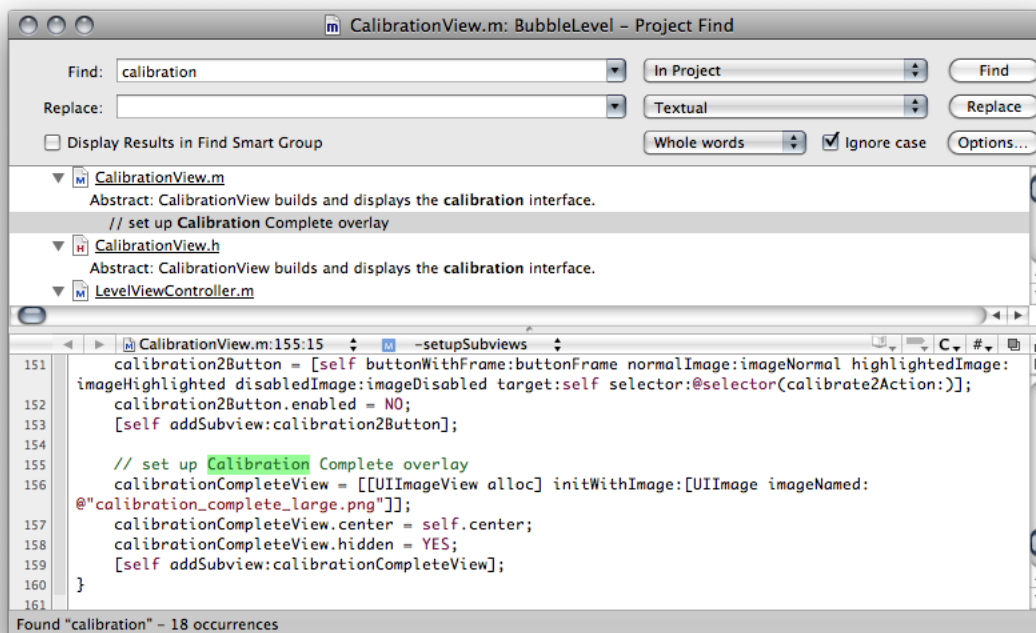 CalibrationView.m: BubbleLevel – Project Find
Find: calibration In Project Find
Replace: Textual Replace
Display Results in Find Smart Group Whole words Ignore case Options...
CalibrationView.m
Abstract: CalibrationView builds and displays the calibration interface.
// set up Calibration Complete overlay
CalibrationView.h
Abstract: CalibrationView builds and displays the calibration interface.
LevelViewController.m
CalibrationView.m:155:15 M -setupSubviews C #
151 calibration2Button = [self buttonWithFrame:buttonFrame normalImage:imageNormal highlightedImage:
imageHighlighted disabledImage:imageDisabled target:self selector:@selector(calibrate2Action:)];
152 calibration2Button.enabled = NO;
153 [self addSubview:calibration2Button];
154
155 // set up Calibration Complete overlay
156 calibrationCompleteView = [[UIImageView alloc] initWithImage:[UIImage imageNamed:
@"calibration_complete_large.png"]];
157 calibrationCompleteView.center = self.center;
158 calibrationCompleteView.hidden = YES;
159 [self addSubview:calibrationCompleteView];
160 }
161
Found "calibration" – 18 occurrences